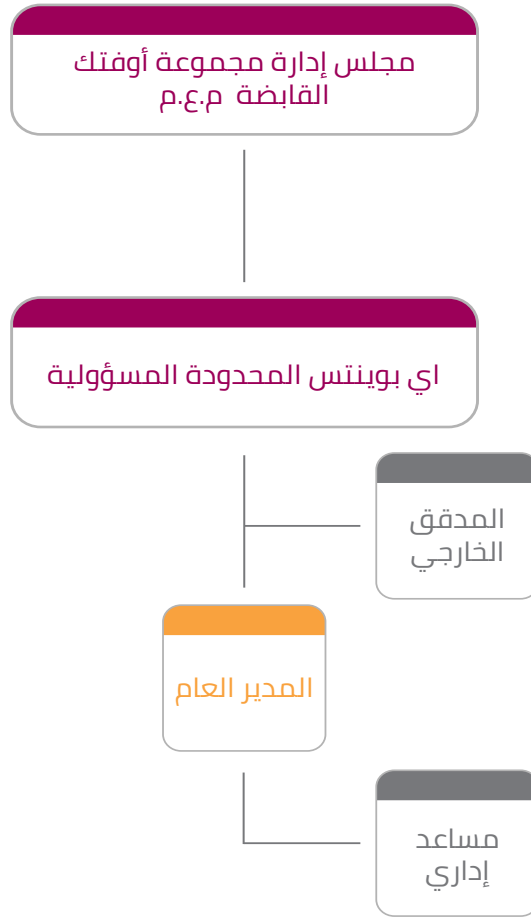 مجلس إدارة مجموعة أوفتك
القابضة م.ع.م
اي بوينتس المحدودة المسؤولية
المدقق
الخارجي
المدير العام
مساعد
إداري